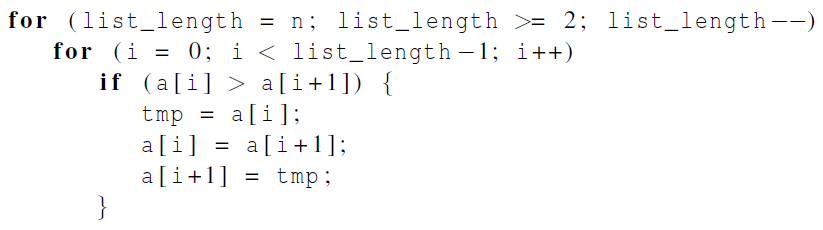 for (list_length = n; list_length >= 2; list_length--)
for (i = 0; i < list_length-1; i++)
if (a[i] > a[i+1]) {
tmp = a[i];
a[i] = a[i+1];
a[i+1] = tmp;
}